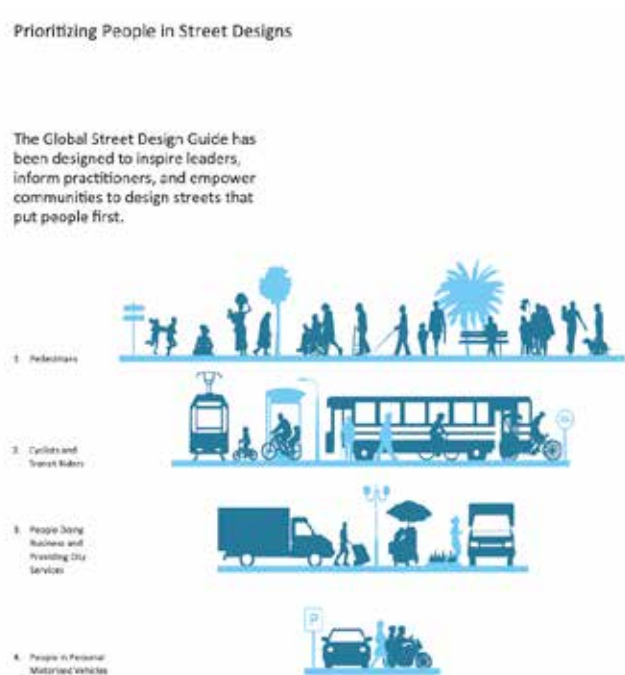 Prioritizing People in Street Designs
The Global Street Design Guide has
been designed to inspire leaders,
inform practitioners, and empower
communities to design streets that
put people first.
1. Pedestrians
2. Cyclists and
Transit Riders
3. People Doing
Business and
Providing City
Services
P
4. People in Personal
Motorized Vehicles